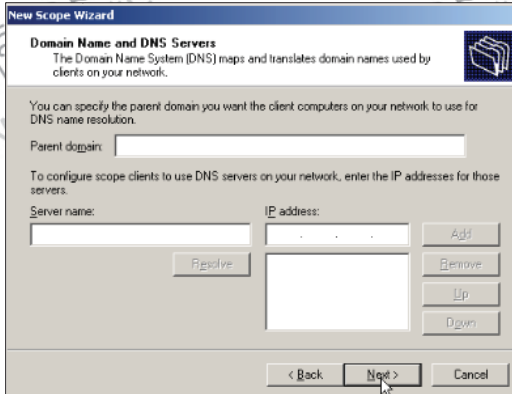 New Scope Wizard
Domain Name and DNS Servers
The Domain Name System (DNS) maps and translates domain names used by
clients on your network.
You can specify the parent domain you want the client computers on your network to use for
DNS name resolution.
Parent domain:
To configure scope clients to use DNS servers on your network, enter the IP addresses for those
servers.
Server name:
IP address:
. . .
Add
Resolve
Remove
Up
Down
< Back
Next >
Cancel